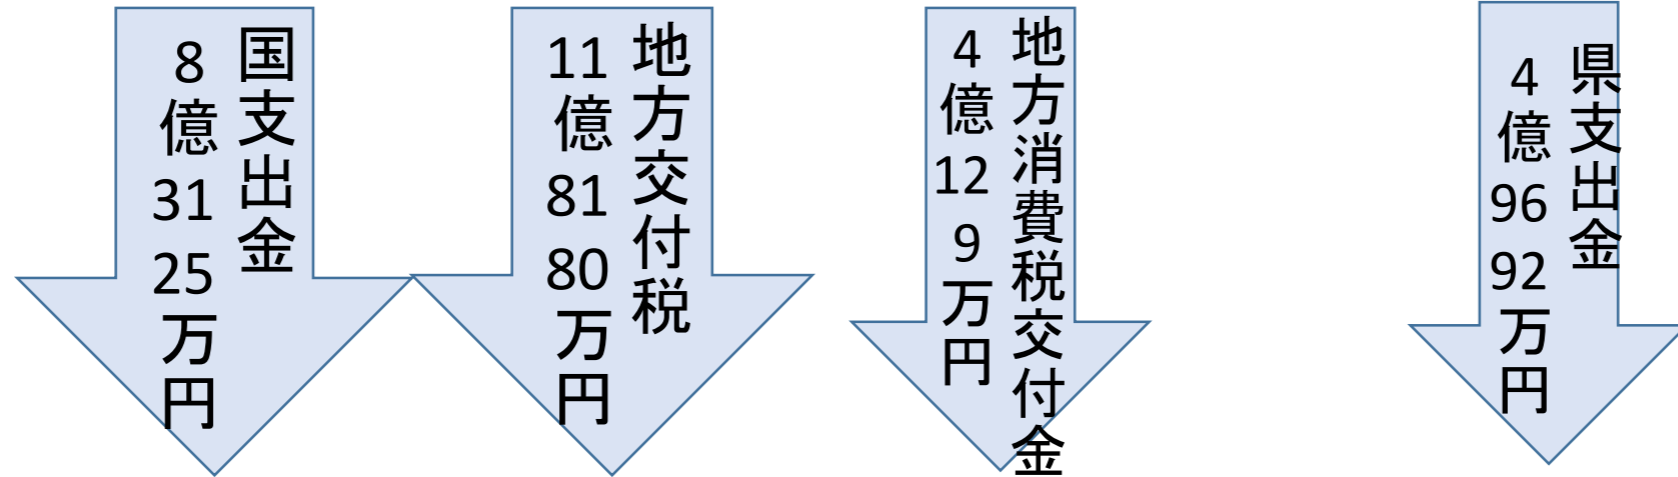 国支出金
8億3125万円
地方交付税
11億8180万円
地方消費税交付金
4億129万円
県支出金
4億9692万円